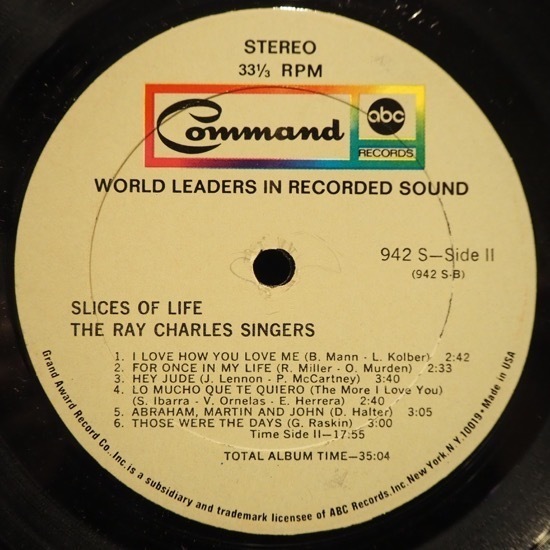 STEREO
33⅓ RPM
Command
abc
RECORDS
WORLD LEADERS IN RECORDED SOUND
942 S—Side II
(942 S-B)
SLICES OF LIFE
THE RAY CHARLES SINGERS
1. I LOVE HOW YOU LOVE ME (B. Mann - L. Kolber) 2:42
2. FOR ONCE IN MY LIFE (R. Miller - O. Murden) 2:33
3. HEY JUDE (J. Lennon - P. McCartney) 3:40
4. LO MUCHO QUE TE QUIERO (The More I Love You)
(S. Ibarra - V. Ornelas - E. Herrera) 2:40
5. ABRAHAM, MARTIN AND JOHN (D. Halter) 3:05
6. THOSE WERE THE DAYS (G. Raskin) 3:00
Time Side II—17:55
TOTAL ALBUM TIME—35:04
Grand Award Record Co., Inc. is a subsidiary and trademark licensee of ABC Records, Inc. New York, N.Y. 10019 • Made in USA